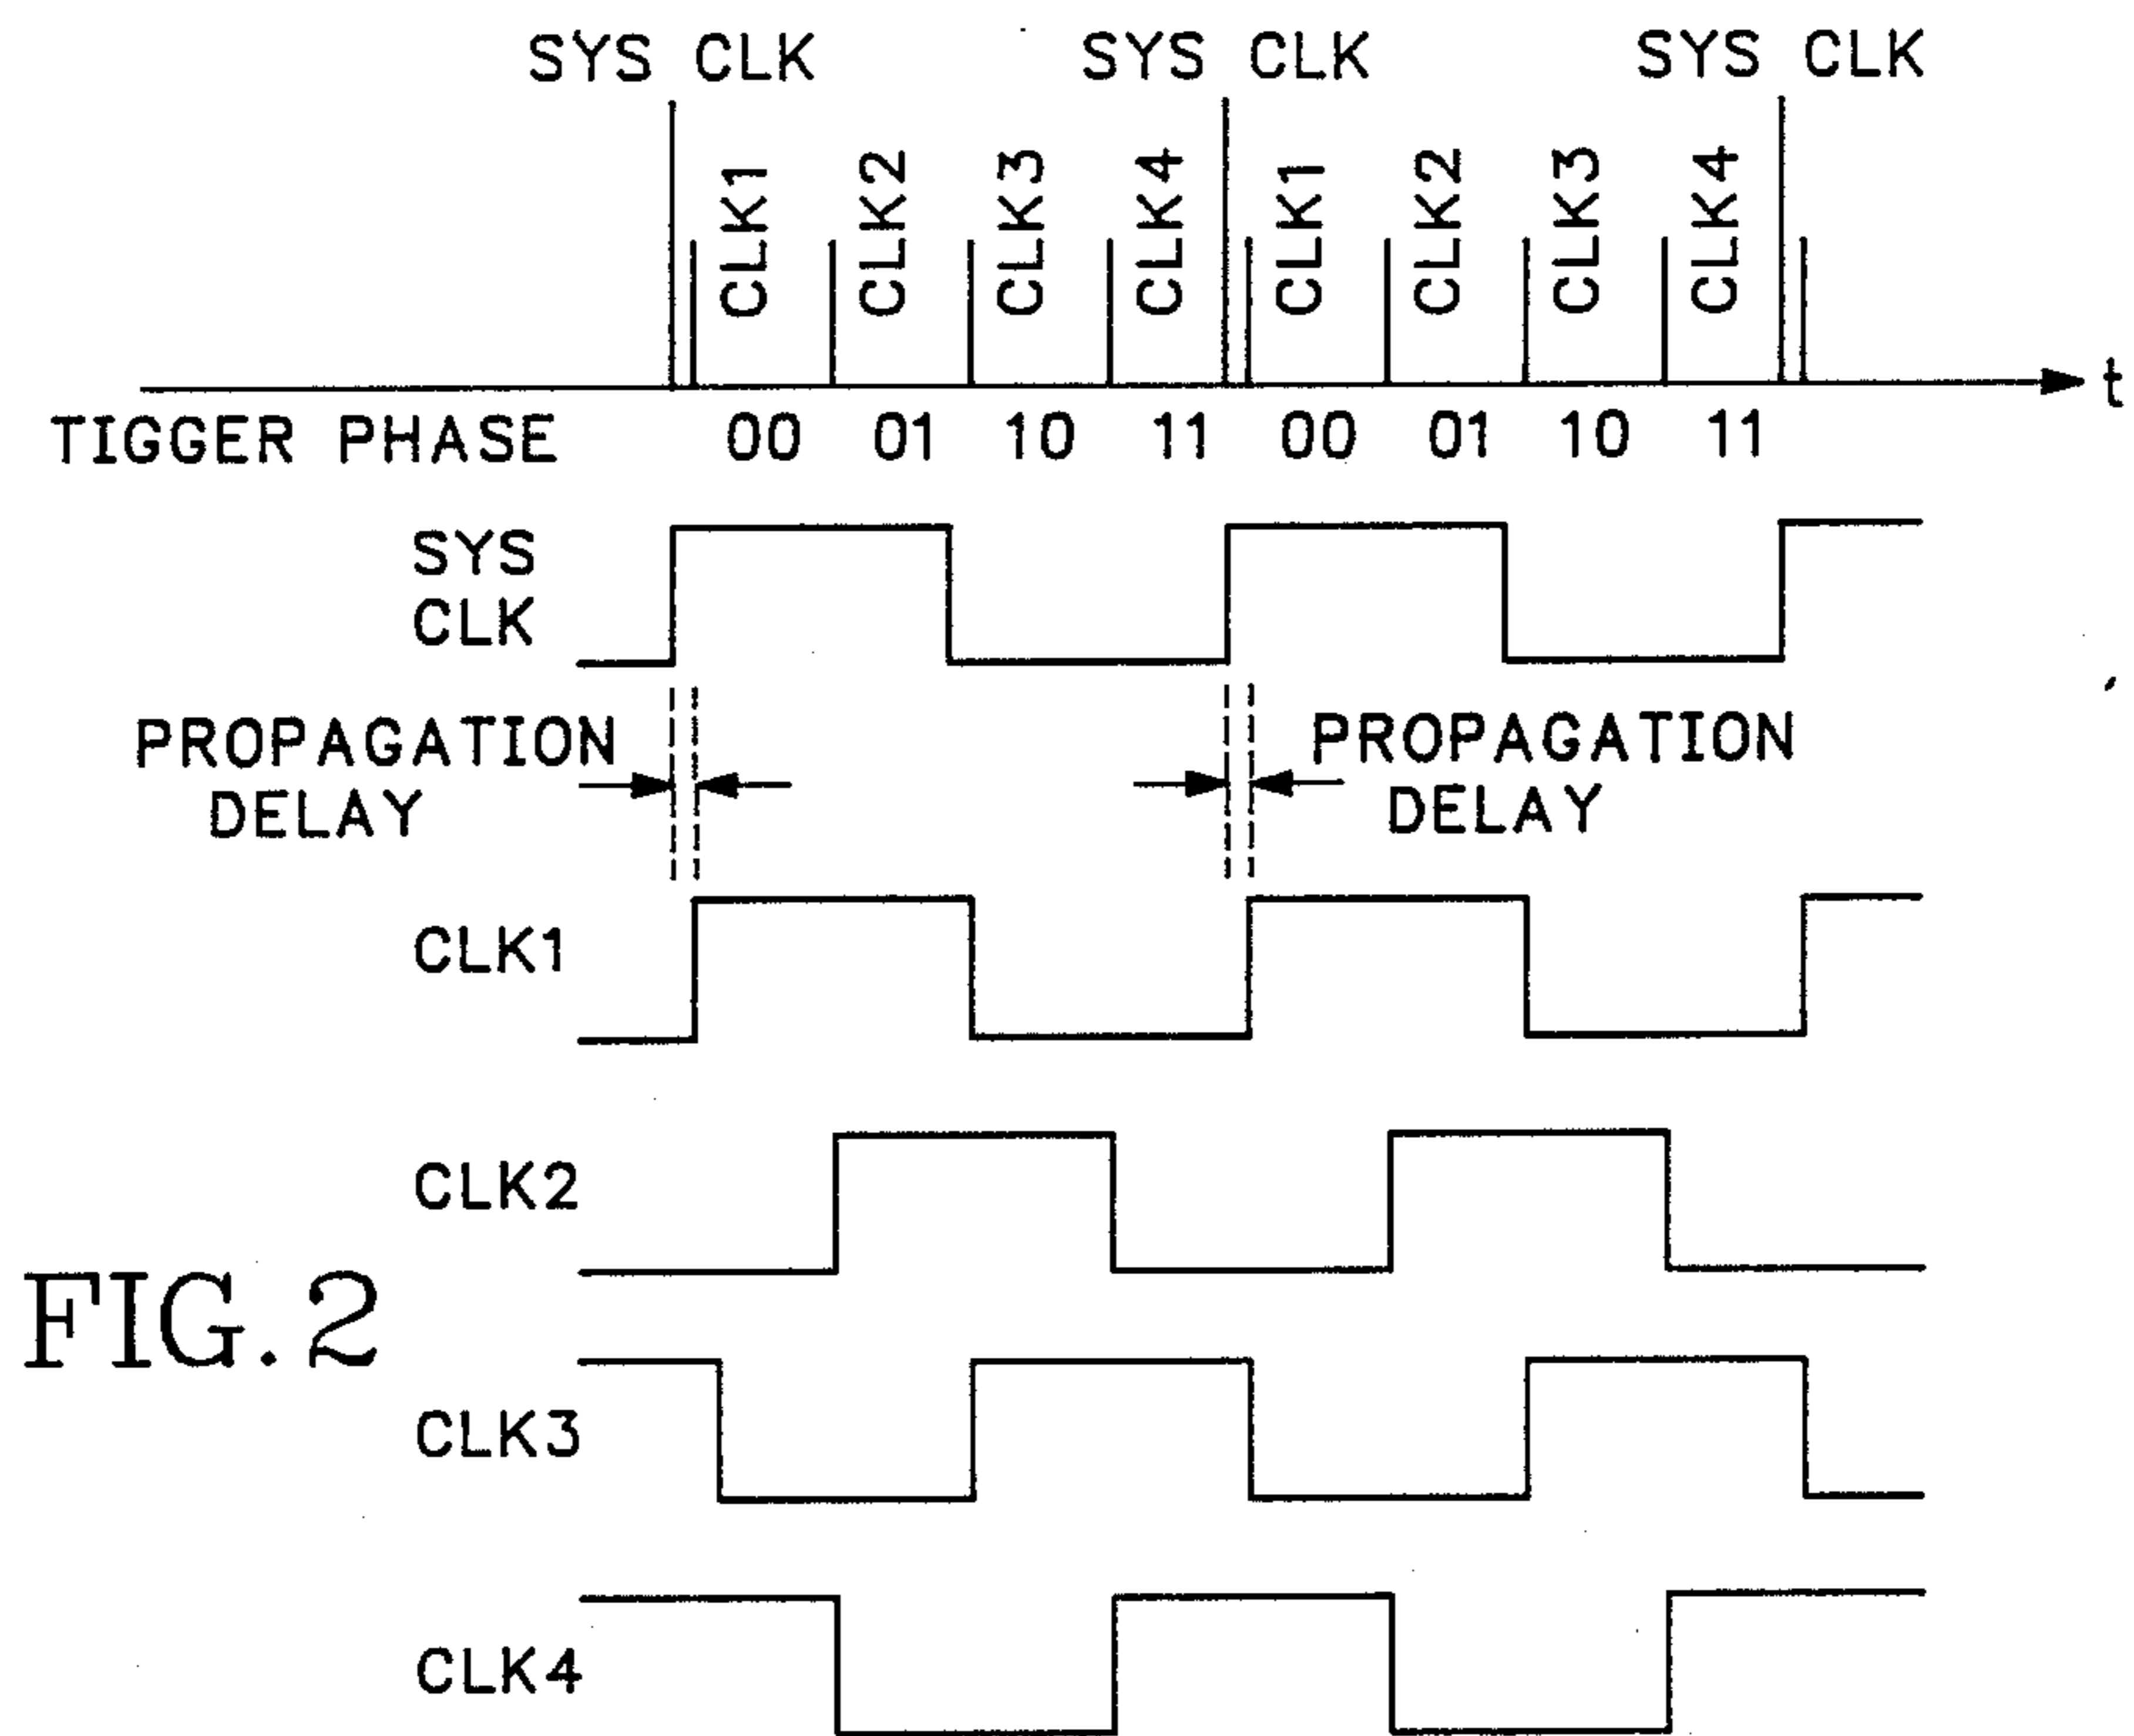 SYS CLK SYS CLK SYS CLK
CLK1 CLK2 CLK3 CLK4 CLK1 CLK2 CLK3 CLK4
t
TIGGER PHASE 00 01 10 11 00 01 10 11
SYS
CLK
PROPAGATION
DELAY
PROPAGATION
DELAY
CLK1
CLK2
FIG. 2
CLK3
CLK4